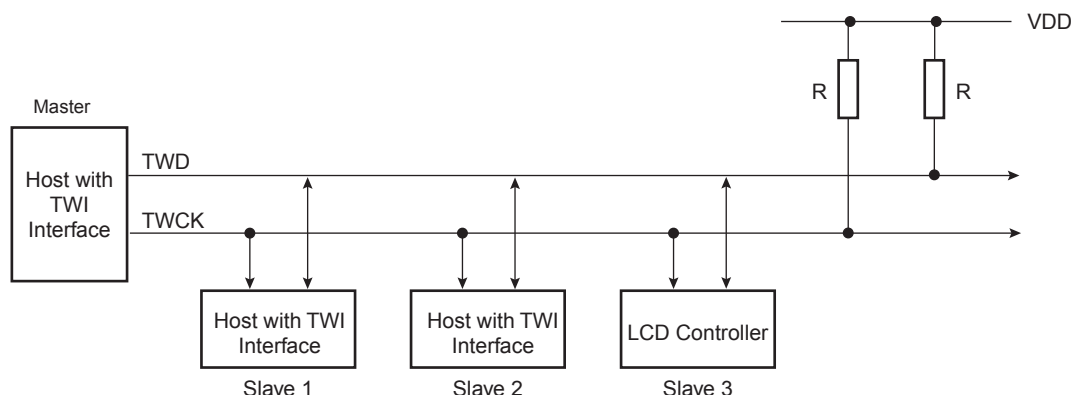 VDD
R
R
Master
Host with
TWI
Interface
TWD
TWCK
Host with TWI
Interface
Slave 1
Host with TWI
Interface
Slave 2
LCD Controller
Slave 3